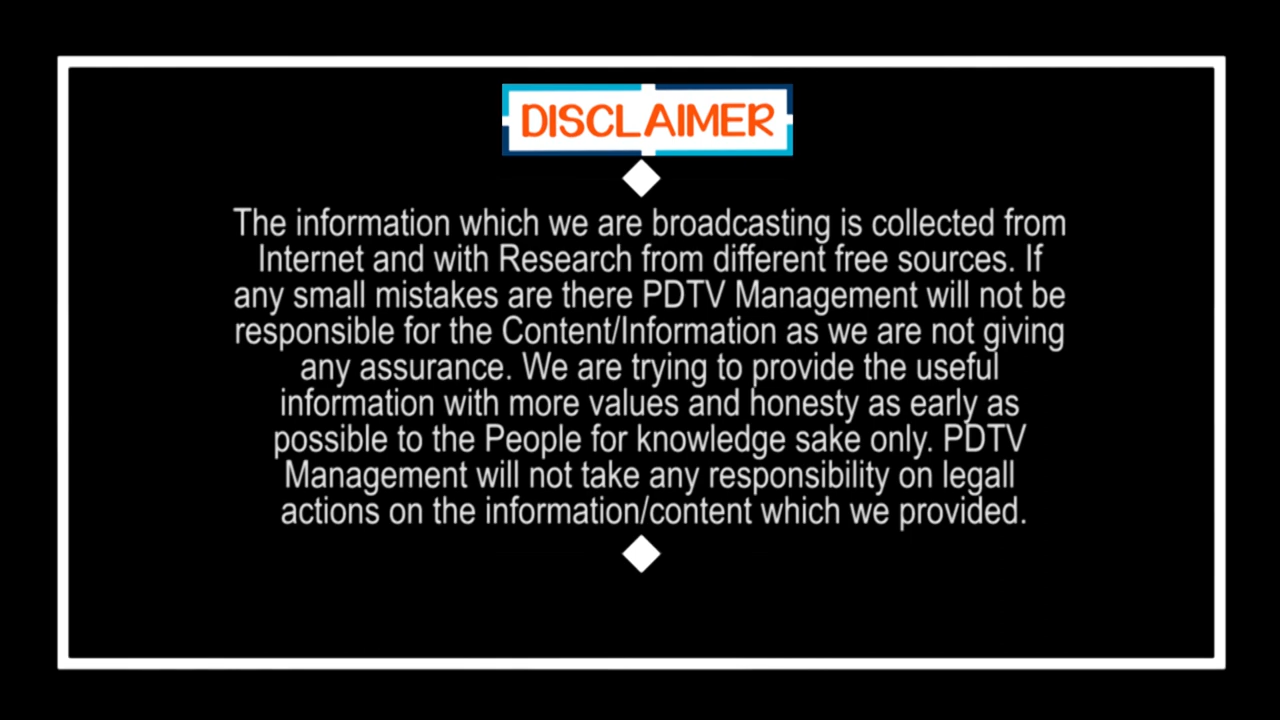 DISCLAIMER
The information which we are broadcasting is collected from
Internet and with Research from different free sources. If
any small mistakes are there PDTV Management will not be
responsible for the Content/Information as we are not giving
any assurance. We are trying to provide the useful
information with more values and honesty as early as
possible to the People for knowledge sake only. PDTV
Management will not take any responsibility on legall
actions on the information/content which we provided.